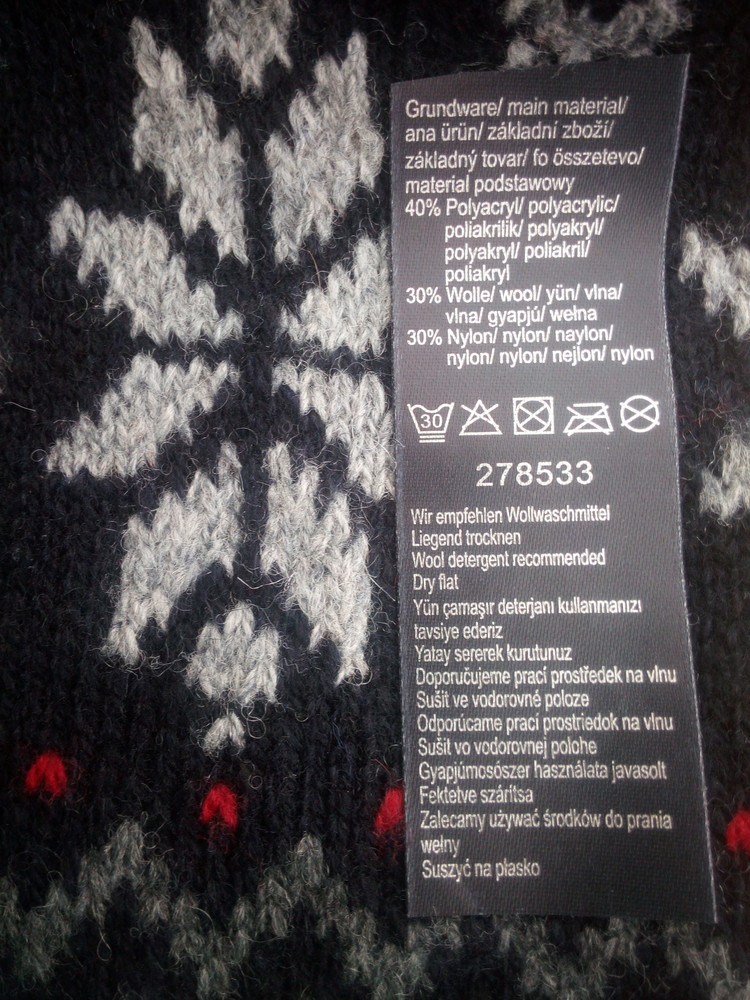 Grundware/ main material/
ana ürün/ základní zboží/
základný tovar/ fo összetevo/
material podstawowy
40% Polyacryl/ polyacrylic/
poliakrilik/ polyakryl/
polyakryl/ poliakril/
poliakryl
30% Wolle/ wool/ yün/ vlna/
vlna/ gyapjú/ wełna
30% Nylon/ nylon/ naylon/
nylon/ nylon/ nejlon/ nylon
30
278533
Wir empfehlen Wollwaschmittel
Liegend trocknen
Wool detergent recommended
Dry flat
Yün çamaşır deterjanı kullanmanızı
tavsiye ederiz
Yatay sererek kurutunuz
Doporučujeme prací prostředek na vlnu
Sušit ve vodorovné poloze
Odporúcame prací prostriedok na vlnu
Sušit vo vodorovnej polohe
Gyapjúmosószer használata javasolt
Fektetve szárítsa
Zalecamy używać środków do prania
wełny
Suszyć na płasko